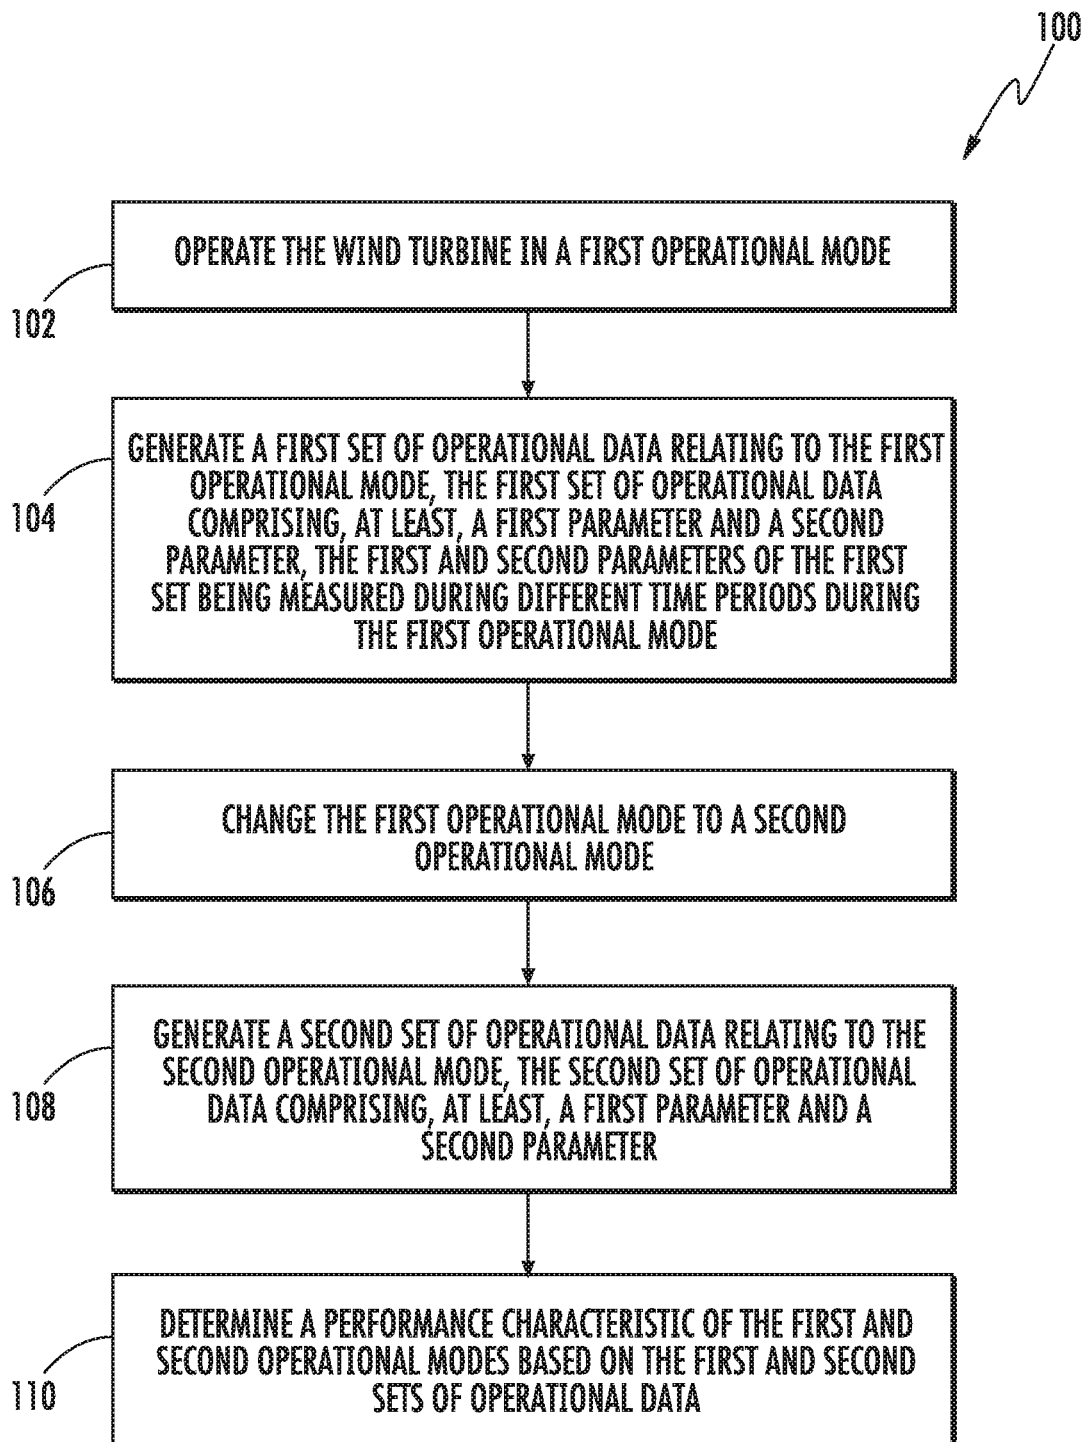 100
OPERATE THE WIND TURBINE IN A FIRST OPERATIONAL MODE
102
GENERATE A FIRST SET OF OPERATIONAL DATA RELATING TO THE FIRST
OPERATIONAL MODE, THE FIRST SET OF OPERATIONAL DATA
COMPRISING, AT LEAST, A FIRST PARAMETER AND A SECOND
PARAMETER, THE FIRST AND SECOND PARAMETERS OF THE FIRST
SET BEING MEASURED DURING DIFFERENT TIME PERIODS DURING
THE FIRST OPERATIONAL MODE
104
CHANGE THE FIRST OPERATIONAL MODE TO A SECOND
OPERATIONAL MODE
106
GENERATE A SECOND SET OF OPERATIONAL DATA RELATING TO THE
SECOND OPERATIONAL MODE, THE SECOND SET OF OPERATIONAL
DATA COMPRISING, AT LEAST, A FIRST PARAMETER AND A
SECOND PARAMETER
108
DETERMINE A PERFORMANCE CHARACTERISTIC OF THE FIRST AND
SECOND OPERATIONAL MODES BASED ON THE FIRST AND SECOND
SETS OF OPERATIONAL DATA
110